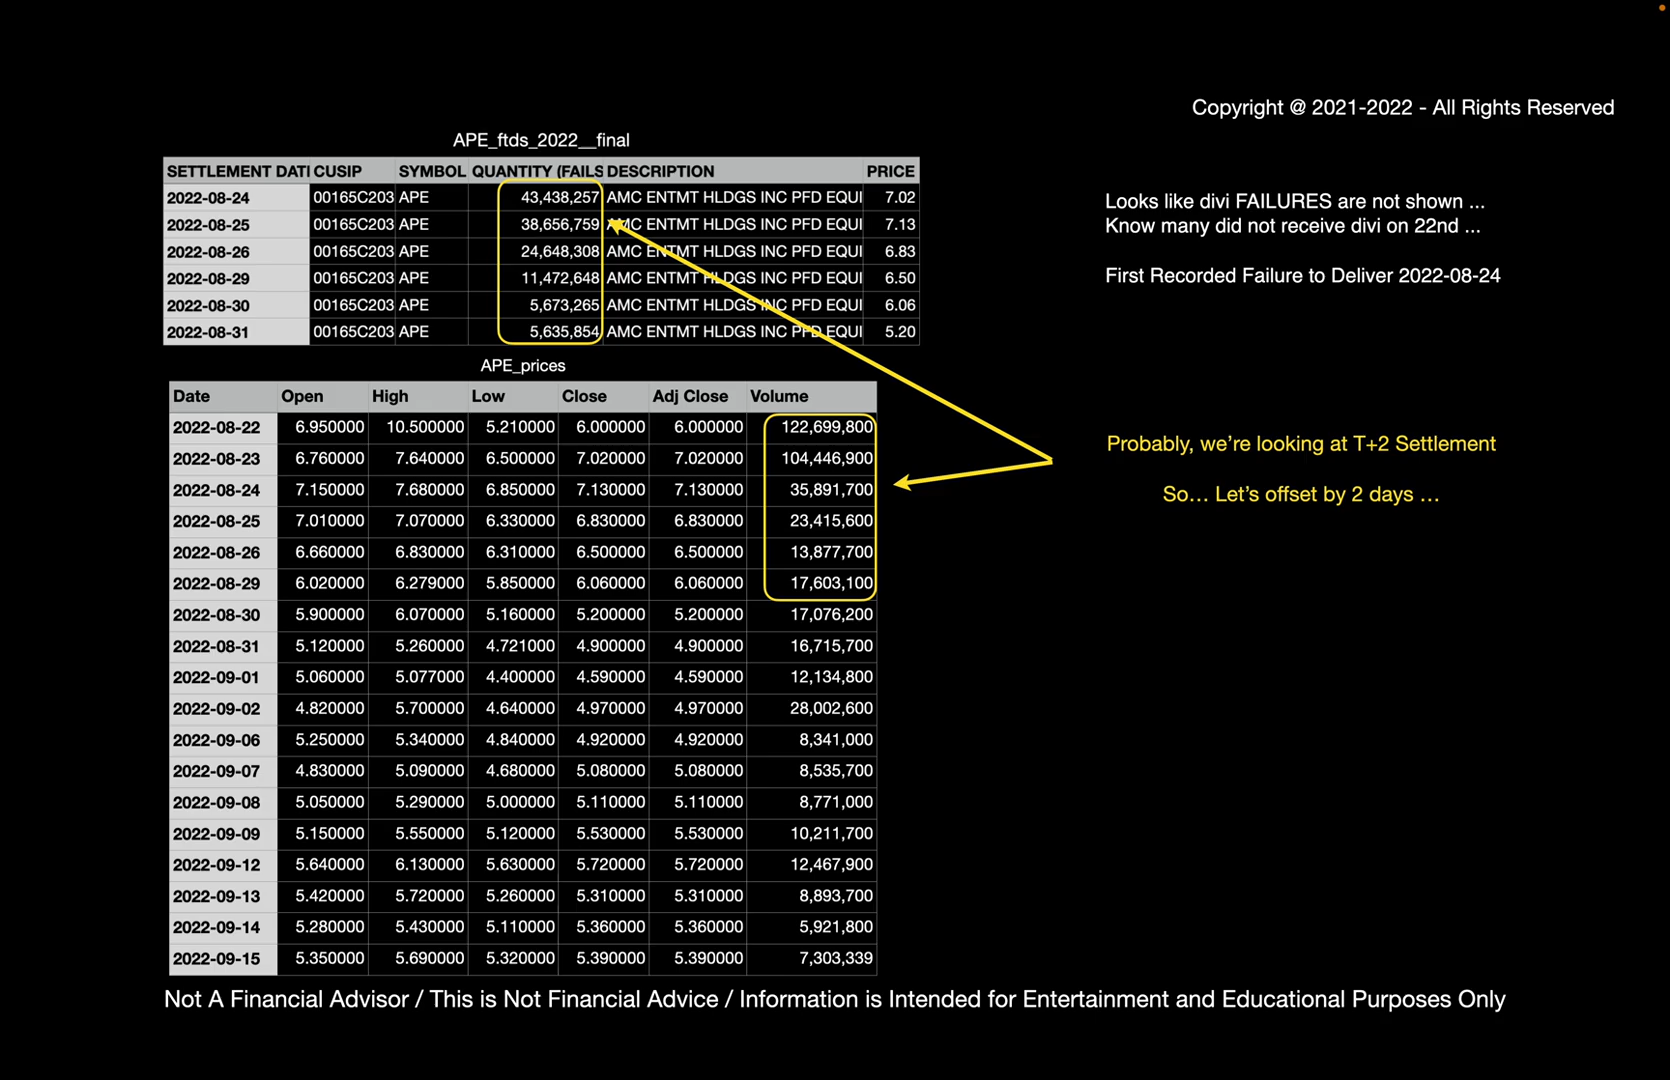 Copyright @ 2021-2022 - All Rights Reserved
APE_ftds_2022__final
SETTLEMENT DATI CUSIP SYMBOL QUANTITY (FAILS DESCRIPTION PRICE
2022-08-24 00165C203 APE 43,438,257 AMC ENTMT HLDGS INC PFD EQUI 7.02
2022-08-25 00165C203 APE 38,656,759 AMC ENTMT HLDGS INC PFD EQUI 7.13
2022-08-26 00165C203 APE 24,648,308 AMC ENTMT HLDGS INC PFD EQUI 6.83
2022-08-29 00165C203 APE 11,472,648 AMC ENTMT HLDGS INC PFD EQUI 6.50
2022-08-30 00165C203 APE 5,673,265 AMC ENTMT HLDGS INC PFD EQUI 6.06
2022-08-31 00165C203 APE 5,635,854 AMC ENTMT HLDGS INC PFD EQUI 5.20
Looks like divi FAILURES are not shown ...
Know many did not receive divi on 22nd ...
First Recorded Failure to Deliver 2022-08-24
APE_prices
Date Open High Low Close Adj Close Volume
2022-08-22 6.950000 10.500000 5.210000 6.000000 6.000000 122,699,800
2022-08-23 6.760000 7.640000 6.500000 7.020000 7.020000 104,446,900
2022-08-24 7.150000 7.680000 6.850000 7.130000 7.130000 35,891,700
2022-08-25 7.010000 7.070000 6.330000 6.830000 6.830000 23,415,600
2022-08-26 6.660000 6.830000 6.310000 6.500000 6.500000 13,877,700
2022-08-29 6.020000 6.279000 5.850000 6.060000 6.060000 17,603,100
2022-08-30 5.900000 6.070000 5.160000 5.200000 5.200000 17,076,200
2022-08-31 5.120000 5.260000 4.721000 4.900000 4.900000 16,715,700
2022-09-01 5.060000 5.077000 4.400000 4.590000 4.590000 12,134,800
2022-09-02 4.820000 5.700000 4.640000 4.970000 4.970000 28,002,600
2022-09-06 5.250000 5.340000 4.840000 4.920000 4.920000 8,341,000
2022-09-07 4.830000 5.090000 4.680000 5.080000 5.080000 8,535,700
2022-09-08 5.050000 5.290000 5.000000 5.110000 5.110000 8,771,000
2022-09-09 5.150000 5.550000 5.120000 5.530000 5.530000 10,211,700
2022-09-12 5.640000 6.130000 5.630000 5.720000 5.720000 12,467,900
2022-09-13 5.420000 5.720000 5.260000 5.310000 5.310000 8,893,700
2022-09-14 5.280000 5.430000 5.110000 5.360000 5.360000 5,921,800
2022-09-15 5.350000 5.690000 5.320000 5.390000 5.390000 7,303,339
Probably, we're looking at T+2 Settlement
So... Let's offset by 2 days ...
Not A Financial Advisor / This is Not Financial Advice / Information is Intended for Entertainment and Educational Purposes Only